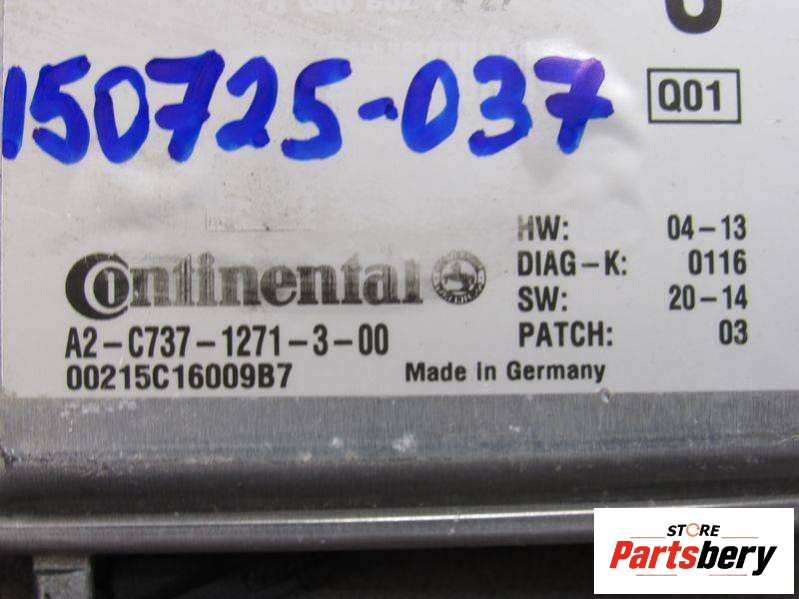 150725-037
Q01
HW: 04-13
DIAG-K: 0116
SW: 20-14
PATCH: 03
Continental
A2-C737-1271-3-00
00215C16009B7
Made in Germany
STORE
Partsbery